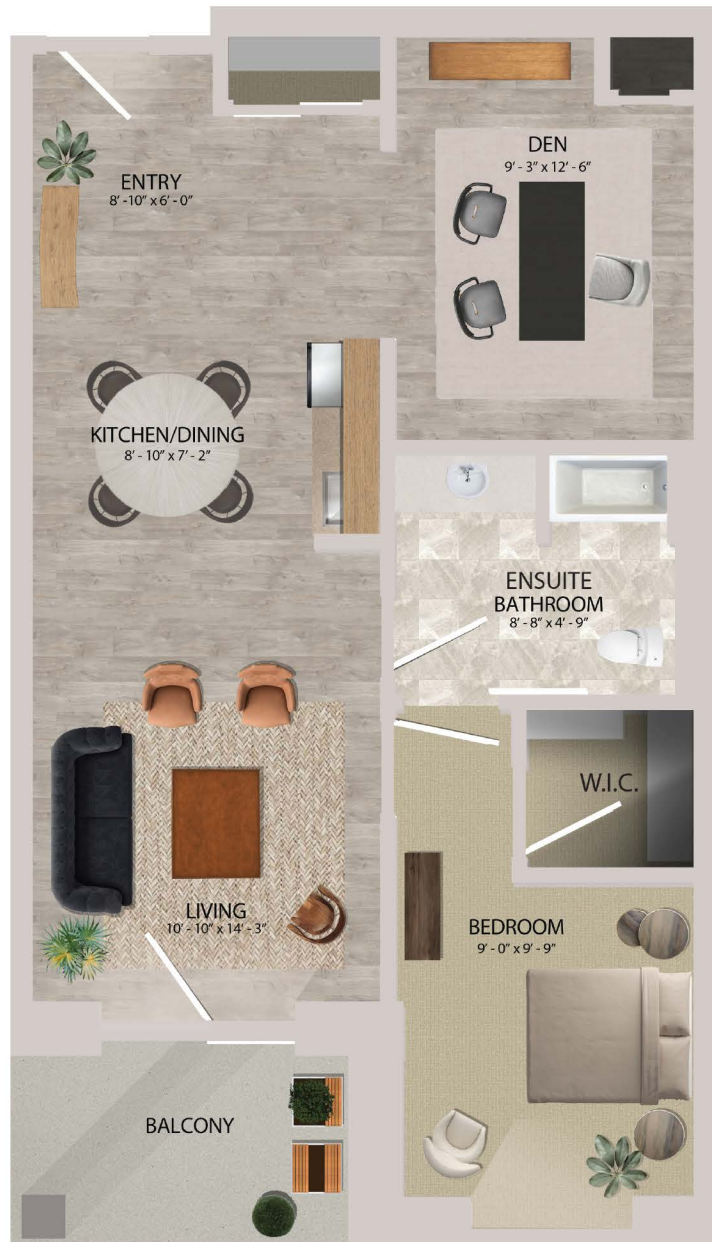 DEN
9' - 3" x 12' - 6"
ENTRY
8' -10" x 6' - 0"
KITCHEN/DINING
8' - 10" x 7' - 2"
ENSUITE
BATHROOM
8' - 8" x 4' - 9"
W.I.C.
LIVING
10' - 10" x 14' - 3"
BEDROOM
9' - 0" x 9' - 9"
BALCONY